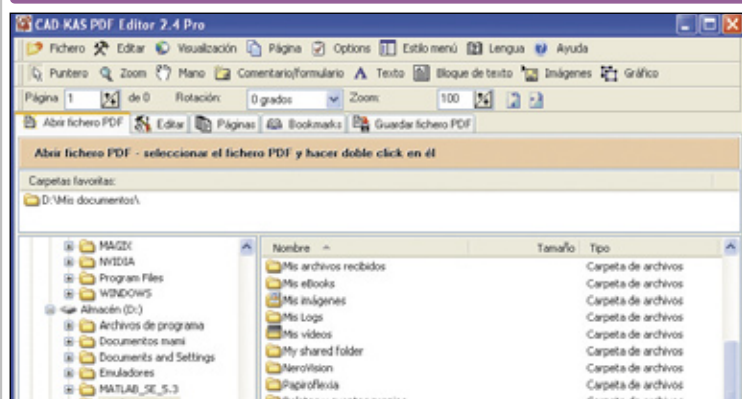 CAD-KAS PDF Editor 2.4 Pro
Fichero Editar Visualización Página Options Estilo menú Lengua Ayuda
Puntero Zoom Mano Comentario/formulario Texto Bloque de texto Imágenes Gráfico
Página 1 de 0 Rotación: 0 grados Zoom: 100
Abrir fichero PDF Editar Páginas Bookmarks Guardar fichero PDF
Abrir fichero PDF - seleccionar el fichero PDF y hacer doble click en él
Carpetas favoritas:
D:\Mis documentos\
MAGIX
NVIDIA
Program Files
WINDOWS
Almacén (D:)
Archivos de programa
Documentos mami
Documents and Settings
Emuladores
MATLAB_SE_5.3
Nombre Tamaño Tipo
Mis archivos recibidos Carpeta de archivos
Mis eBooks Carpeta de archivos
Mis imágenes Carpeta de archivos
Mis Logs Carpeta de archivos
Mis vídeos Carpeta de archivos
My shared folder Carpeta de archivos
NeroVision Carpeta de archivos
Papiroflexia Carpeta de archivos